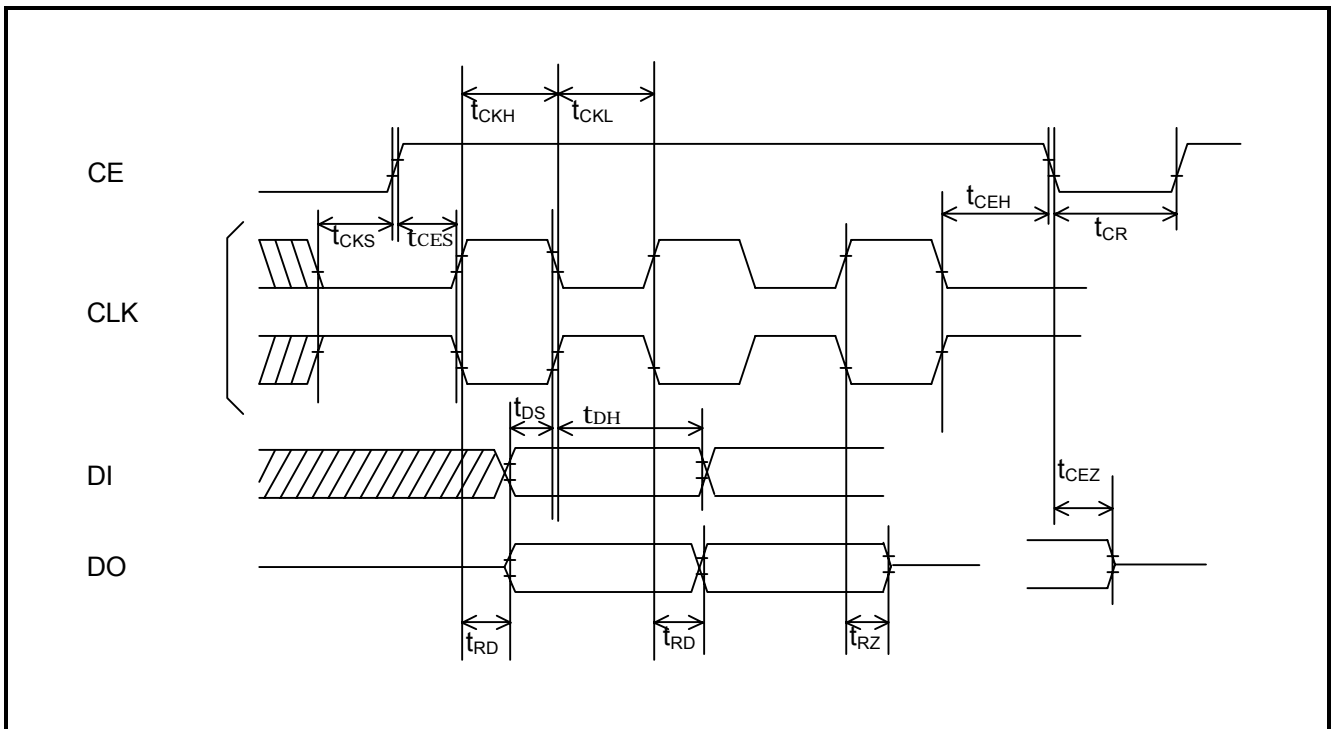 tCKH
tCKL
CE
tCEH
tCKS
tCES
tCR
CLK
tDS
tDH
DI
tCEZ
DO
tRD
tRD
tRZ